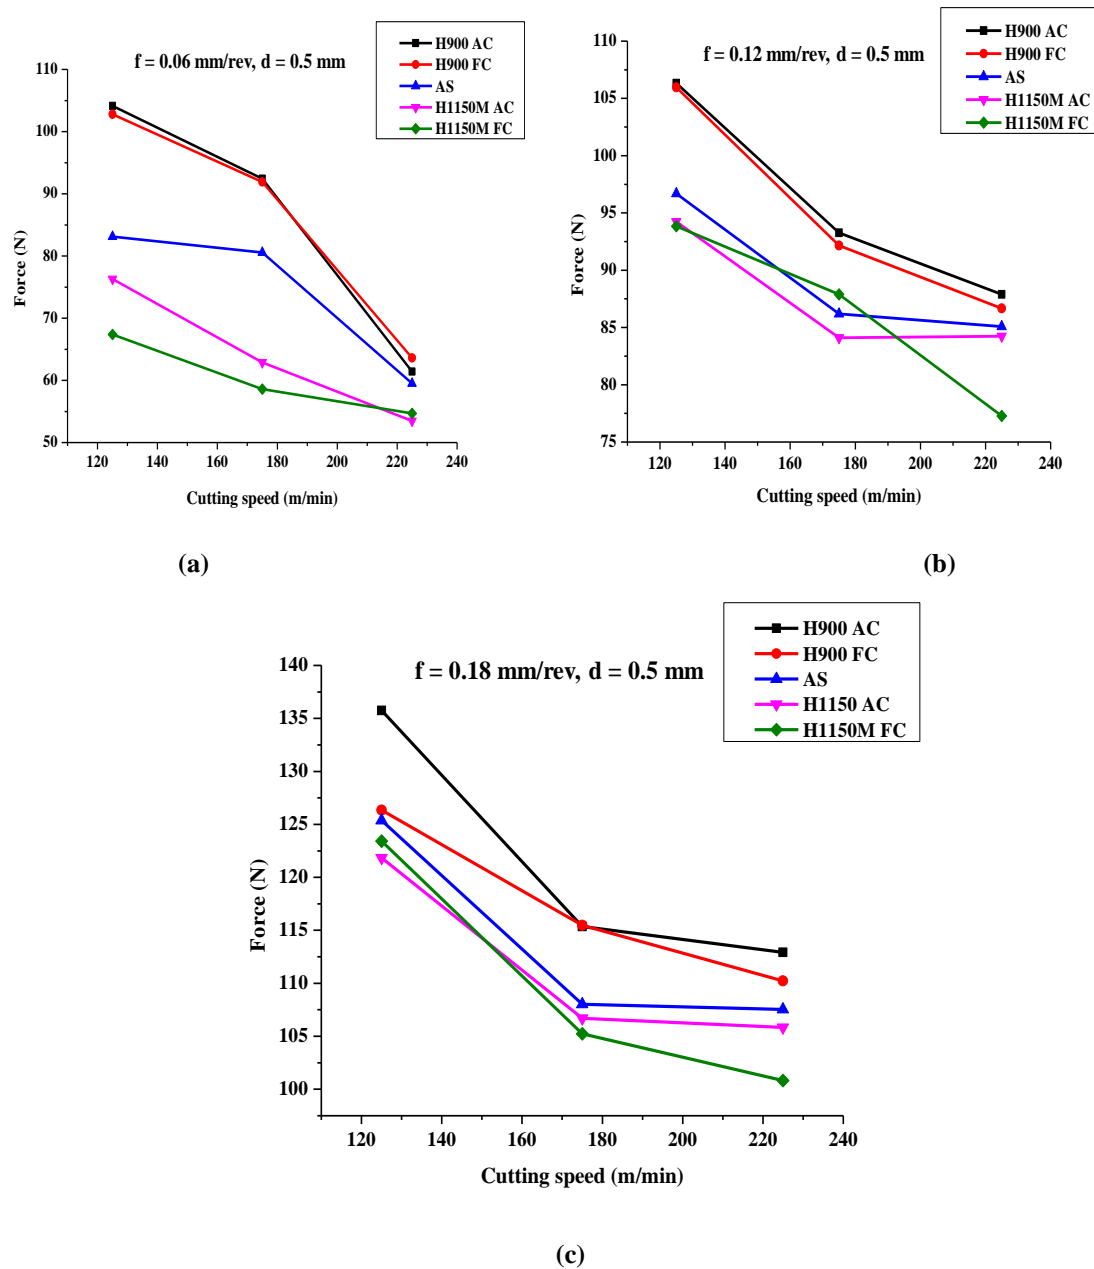 f = 0.06 mm/rev, d = 0.5 mm
H900 AC
H900 FC
AS
H1150M AC
H1150M FC
110
100
90
80
70
60
50
Force (N)
120 140 160 180 200 220 240
Cutting speed (m/min)
(a)
f = 0.12 mm/rev, d = 0.5 mm
H900 AC
H900 FC
AS
H1150M AC
H1150M FC
110
105
100
95
90
85
80
75
Force (N)
120 140 160 180 200 220 240
Cutting speed (m/min)
(b)
f = 0.18 mm/rev, d = 0.5 mm
H900 AC
H900 FC
AS
H1150 AC
H1150M FC
140
135
130
125
120
115
110
105
100
Force (N)
120 140 160 180 200 220 240
Cutting speed (m/min)
(c)